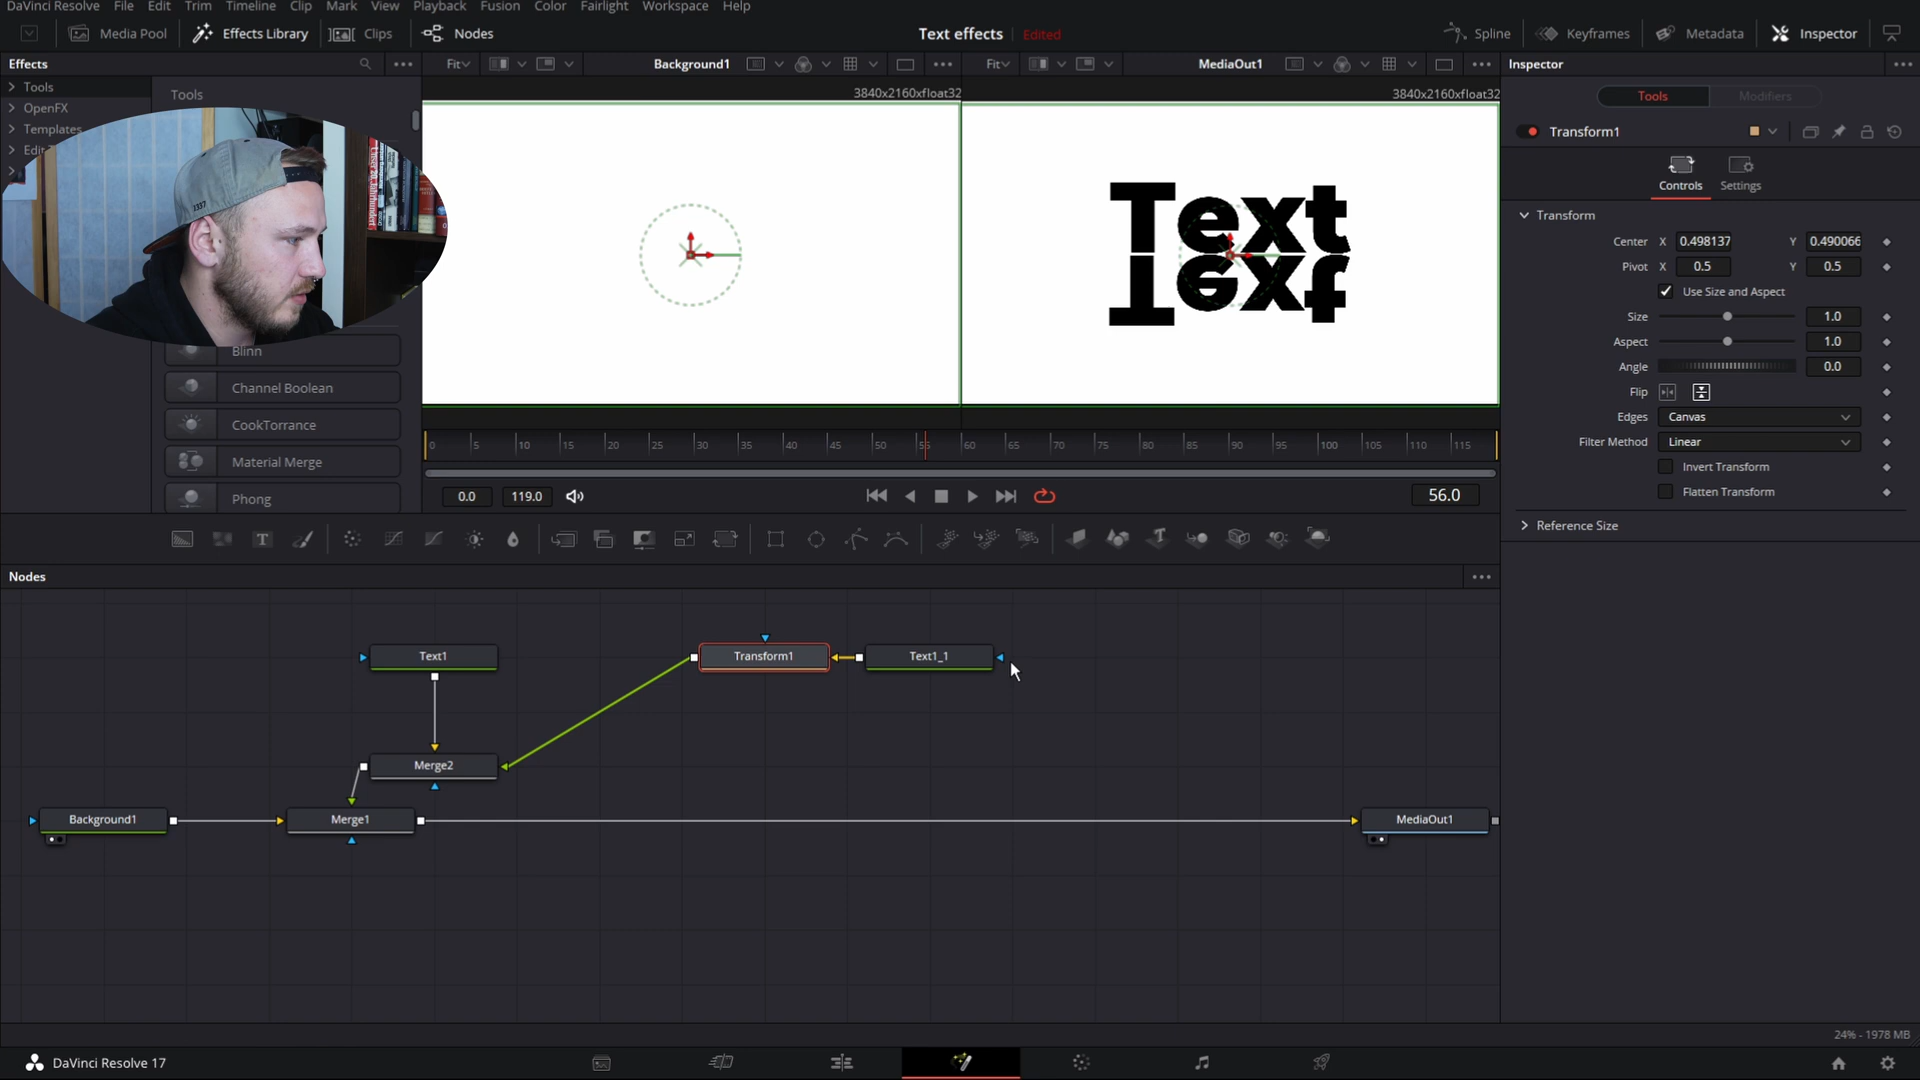 DaVinci Resolve File Edit Trim Timeline Clip Mark View Playback Fusion Color Fairlight Workspace Help
Media Pool Effects Library Clips Nodes Text effects Edited Spline Keyframes Metadata Inspector
Effects Fit Background1 Fit MediaOut1 Inspector
Tools
OpenFX
Templates
Tools
3840x2160xfloat32 3840x2160xfloat32
Tools Modifiers
Transform1
Controls Settings
Text
Text
Transform
Center X 0.498137 Y 0.490066
Pivot X 0.5 Y 0.5
Use Size and Aspect
Size 1.0
Aspect 1.0
Angle 0.0
Flip
Edges Canvas
Filter Method Linear
Invert Transform
Flatten Transform
Reference Size
1337
Blinn
Channel Boolean
CookTorrance
Material Merge
Phong
0 5 10 15 20 25 30 35 40 45 50 55 60 65 70 75 80 85 90 95 100 105 110 115
0.0 119.0 56.0
Nodes
Text1 Transform1 Text1_1
Merge2
Background1 Merge1 MediaOut1
24% - 1978 MB
DaVinci Resolve 17